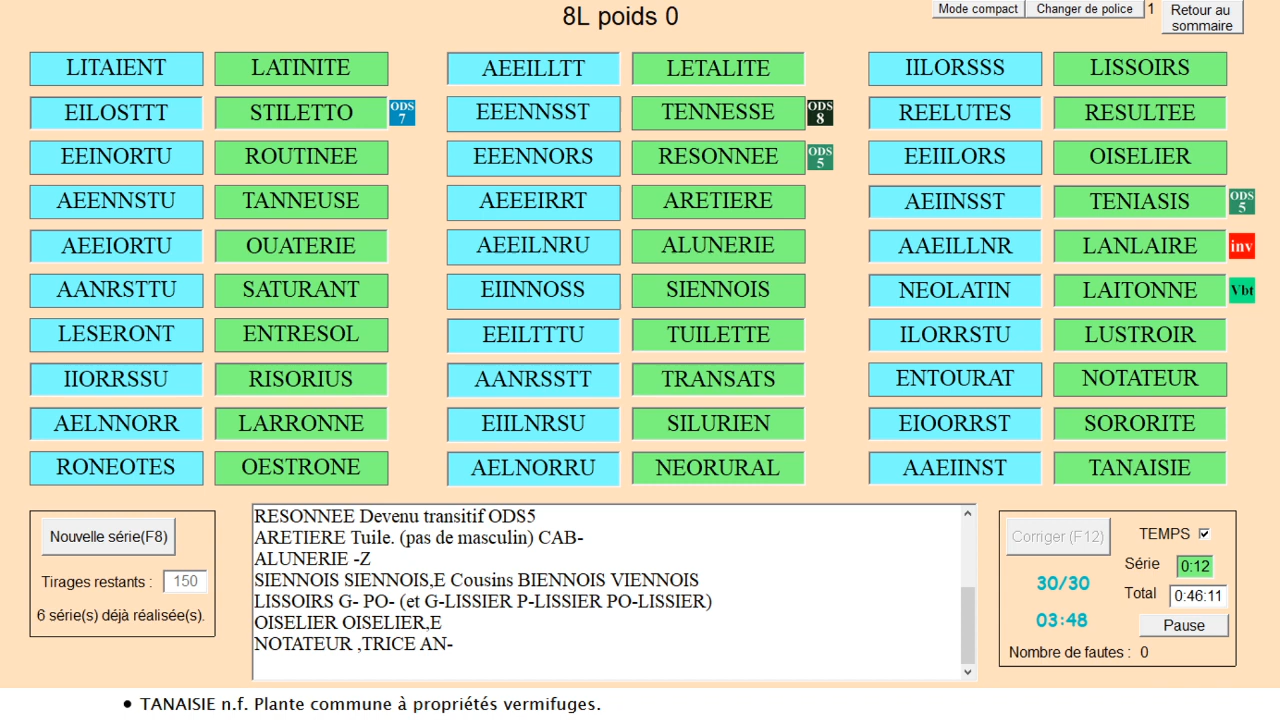 8L poids 0
Mode compact Changer de police 1 Retour au sommaire
LITAIENT LATINITE AEEILLTT LETALITE IILORSSS LISSOIRS
EILOSTTT STILETTO ODS 7 EEENNSST TENNESSE ODS 8 REELUTES RESULTEE
EEINORTU ROUTINEE EEENNORS RESONNEE ODS 5 EEIILORS OISELIER
AEENNSTU TANNEUSE AEEEIRRT ARETIERE AEIINSST TENIASIS ODS 5
AEEIORTU OUATERIE AEEILNRU ALUNERIE AAEILLNR LANLAIRE inv
AANRSTTU SATURANT EIINNOSS SIENNOIS NEOLATIN LAITONNE Vbt
LESERONT ENTRESOL EEILTTTU TUILETTE ILORRSTU LUSTROIR
IIORRSSU RISORIUS AANRSSTT TRANSATS ENTOURAT NOTATEUR
AELNNORR LARRONNE EIILNRSU SILURIEN EIOORRST SORORITE
RONEOTES OESTRONE AELNORRU NEORURAL AAEIINST TANAISIE
Nouvelle série(F8)
Tirages restants : 150
6 série(s) déjà réalisée(s).
RESONNEE Devenu transitif ODS5
ARETIERE Tuile. (pas de masculin) CAB-
ALUNERIE -Z
SIENNOIS SIENNOIS,E Cousins BIENNOIS VIENNOIS
LISSOIRS G- PO- (et G-LISSIER P-LISSIER PO-LISSIER)
OISELIER OISELIER,E
NOTATEUR ,TRICE AN-
Corriger (F12) TEMPS
Série 0:12
30/30
Total 0:46:11
03:48 Pause
Nombre de fautes : 0
• TANAISIE n.f. Plante commune à propriétés vermifuges.